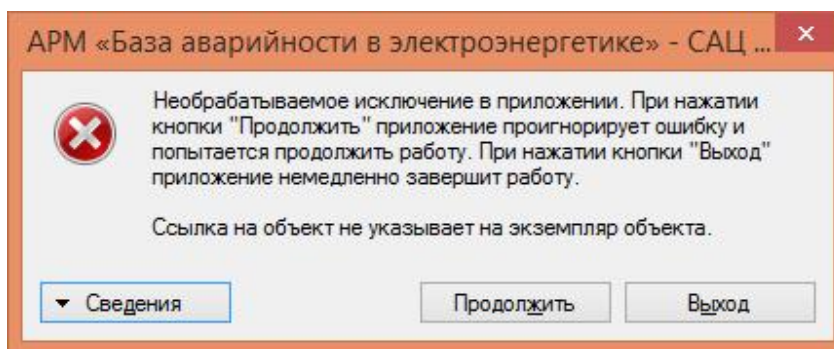 АРМ «База аварийности в электроэнергетике» - САЦ ...
Необрабатываемое исключение в приложении. При нажатии
кнопки "Продолжить" приложение проигнорирует ошибку и
попытается продолжить работу. При нажатии кнопки "Выход"
приложение немедленно завершит работу.
Ссылка на объект не указывает на экземпляр объекта.
Сведения Продолжить Выход